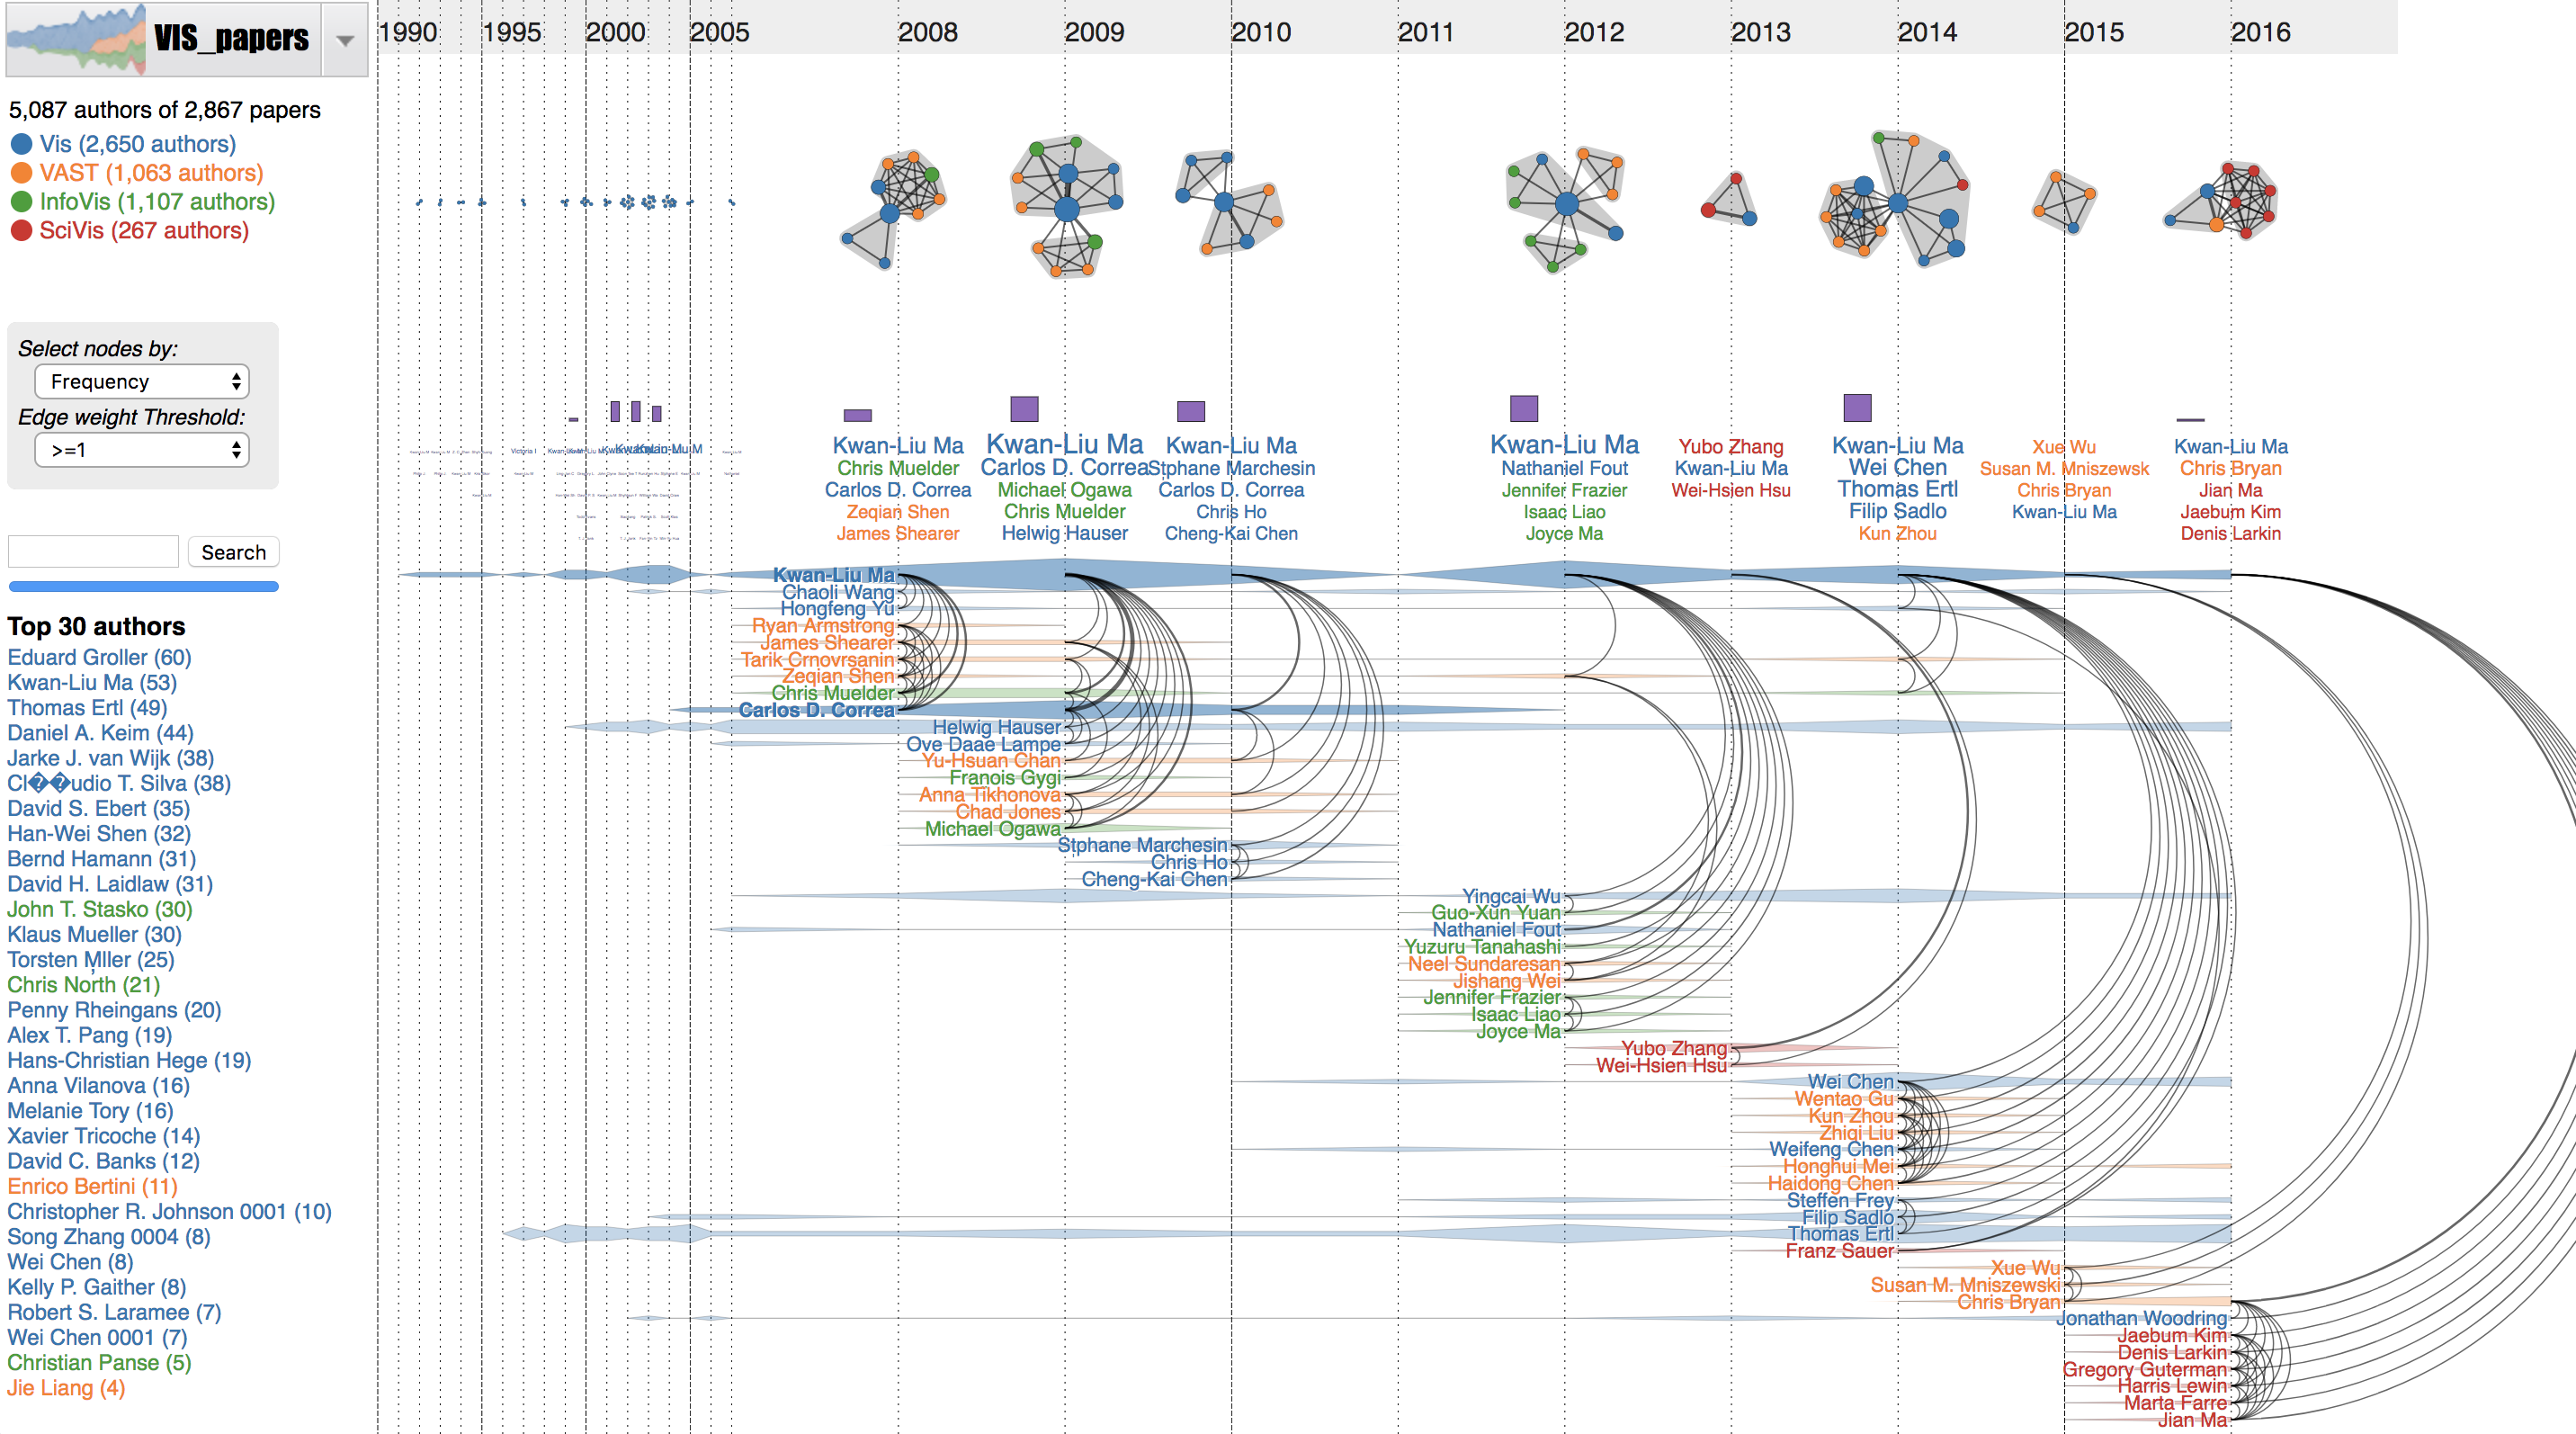 VIS_papers
1990 1995 2000 2005 2008 2009 2010 2011 2012 2013 2014 2015 2016
5,087 authors of 2,867 papers
Vis (2,650 authors)
VAST (1,063 authors)
InfoVis (1,107 authors)
SciVis (267 authors)
Select nodes by:
Frequency
Edge weight Threshold:
>=1
Search
Top 30 authors
Eduard Groller (60)
Kwan-Liu Ma (53)
Thomas Ertl (49)
Daniel A. Keim (44)
Jarke J. van Wijk (38)
Cl��udio T. Silva (38)
David S. Ebert (35)
Han-Wei Shen (32)
Bernd Hamann (31)
David H. Laidlaw (31)
John T. Stasko (30)
Klaus Mueller (30)
Torsten Mller (25)
Chris North (21)
Penny Rheingans (20)
Alex T. Pang (19)
Hans-Christian Hege (19)
Anna Vilanova (16)
Melanie Tory (16)
Xavier Tricoche (14)
David C. Banks (12)
Enrico Bertini (11)
Christopher R. Johnson 0001 (10)
Song Zhang 0004 (8)
Wei Chen (8)
Kelly P. Gaither (8)
Robert S. Laramee (7)
Wei Chen 0001 (7)
Christian Panse (5)
Jie Liang (4)
Kwan-Liu Ma
Chris Muelder
Carlos D. Correa
Zeqian Shen
James Shearer
Kwan-Liu Ma
Carlos D. Correa
Michael Ogawa
Chris Muelder
Helwig Hauser
Kwan-Liu Ma
Stphane Marchesin
Carlos D. Correa
Chris Ho
Cheng-Kai Chen
Kwan-Liu Ma
Nathaniel Fout
Jennifer Frazier
Isaac Liao
Joyce Ma
Yubo Zhang
Kwan-Liu Ma
Wei-Hsien Hsu
Kwan-Liu Ma
Wei Chen
Thomas Ertl
Filip Sadlo
Kun Zhou
Xue Wu
Susan M. Mniszewsk
Chris Bryan
Kwan-Liu Ma
Kwan-Liu Ma
Chris Bryan
Jian Ma
Jaebum Kim
Denis Larkin
Kwan-Liu Ma
Chaoli Wang
Hongfeng Yu
Ryan Armstrong
James Shearer
Tarik Crnovrsanin
Zeqian Shen
Chris Muelder
Carlos D. Correa
Helwig Hauser
Ove Daae Lampe
Yu-Hsuan Chan
Franois Gygi
Anna Tikhonova
Chad Jones
Michael Ogawa
Stphane Marchesin
Chris Ho
Cheng-Kai Chen
Yingcai Wu
Guo-Xun Yuan
Nathaniel Fout
Yuzuru Tanahashi
Neel Sundaresan
Jishang Wei
Jennifer Frazier
Isaac Liao
Joyce Ma
Yubo Zhang
Wei-Hsien Hsu
Wei Chen
Wentao Gu
Kun Zhou
Zhiqi Liu
Weifeng Chen
Honghui Mei
Haidong Chen
Steffen Frey
Filip Sadlo
Thomas Ertl
Franz Sauer
Xue Wu
Susan M. Mniszewski
Chris Bryan
Jonathan Woodring
Jaebum Kim
Denis Larkin
Gregory Guterman
Harris Lewin
Marta Farre
Jian Ma